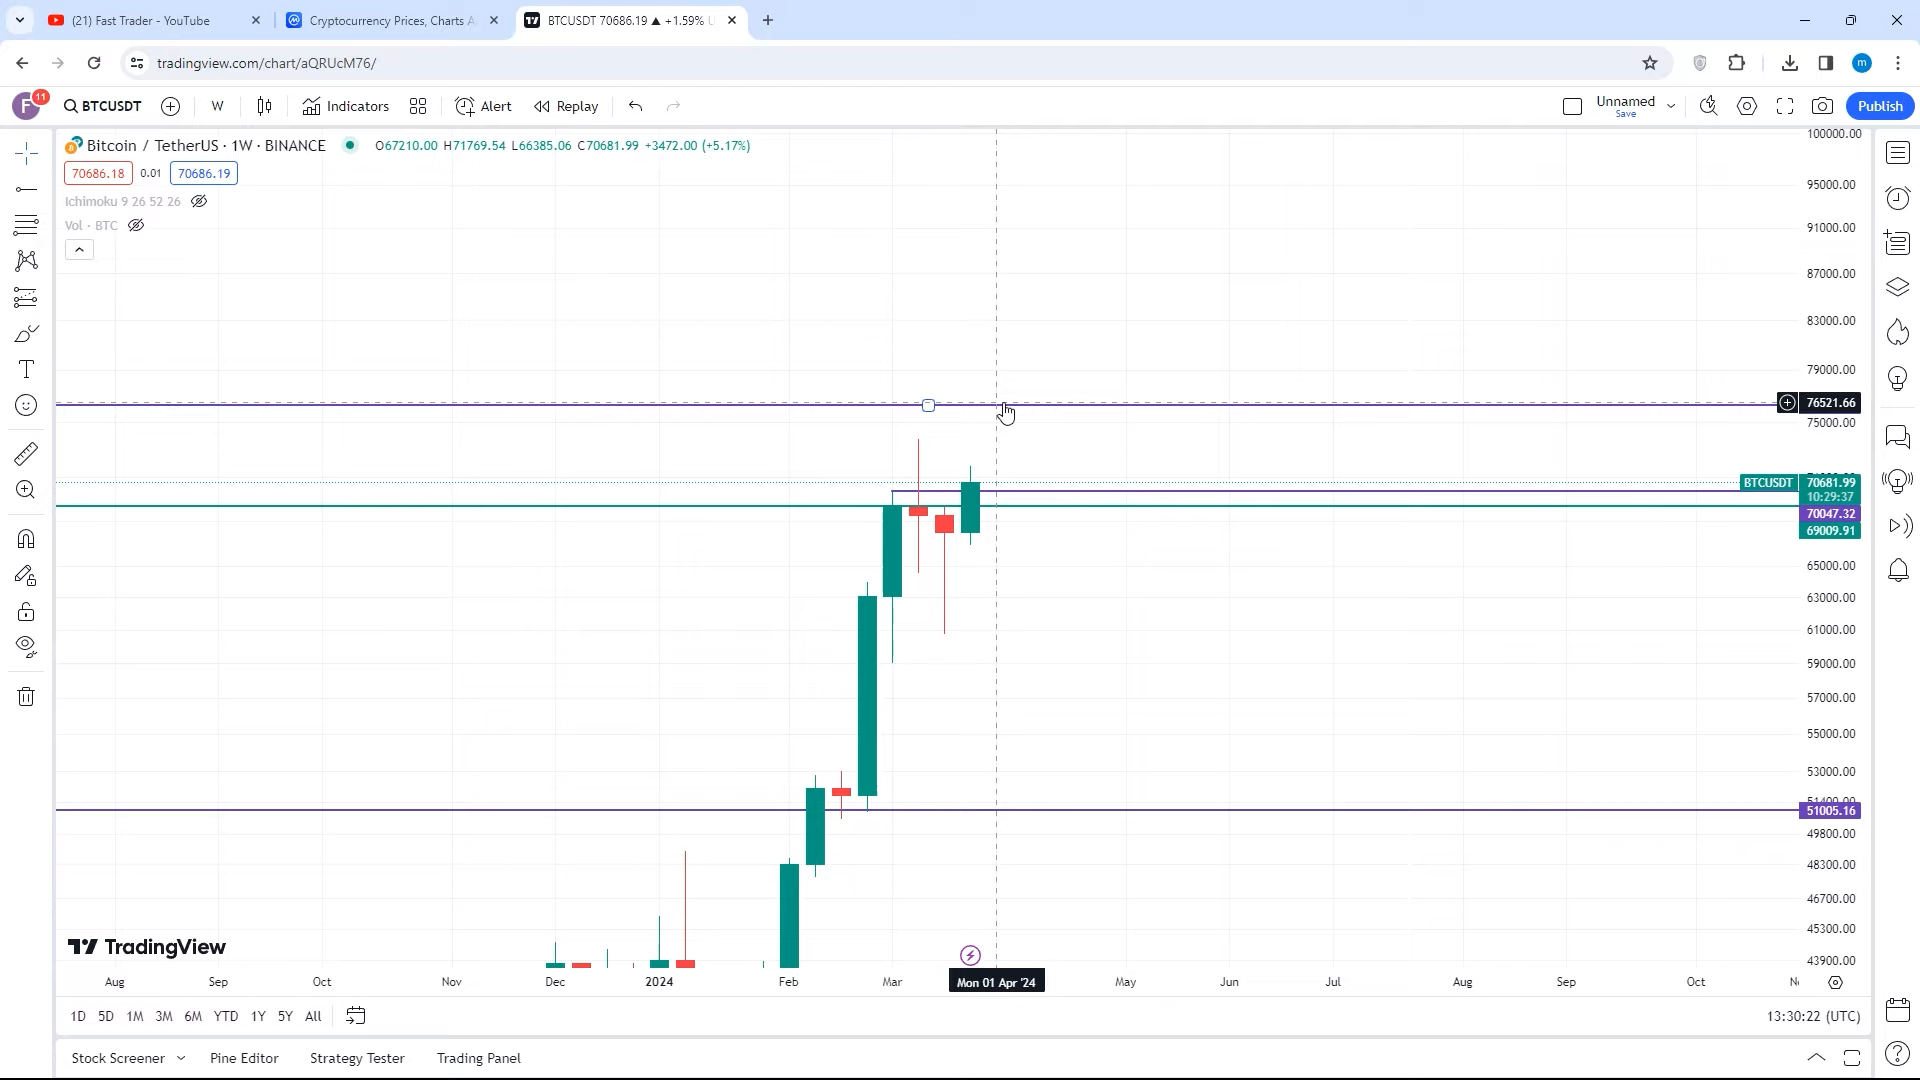 (21) Fast Trader - YouTube
Cryptocurrency Prices, Charts A
BTCUSDT 70686.19 ▲ +1.59% U
tradingview.com/chart/aQRUcM76/
m
F
11
BTCUSDT
W
Indicators
Alert
Replay
Unnamed
Save
Publish
Bitcoin / TetherUS · 1W · BINANCE
O67210.00 H71769.54 L66385.06 C70681.99 +3472.00 (+5.17%)
70686.18
0.01
70686.19
Ichimoku 9 26 52 26
Vol · BTC
100000.00
95000.00
91000.00
87000.00
83000.00
79000.00
76521.66
75000.00
BTCUSDT
70681.99
10:29:37
70047.32
69009.91
65000.00
63000.00
61000.00
59000.00
57000.00
55000.00
53000.00
51400.00
51005.16
49800.00
48300.00
46700.00
45300.00
43900.00
TradingView
Aug
Sep
Oct
Nov
Dec
2024
Feb
Mar
Mon 01 Apr '24
May
Jun
Jul
Aug
Sep
Oct
1D
5D
1M
3M
6M
YTD
1Y
5Y
All
13:30:22 (UTC)
Stock Screener
Pine Editor
Strategy Tester
Trading Panel